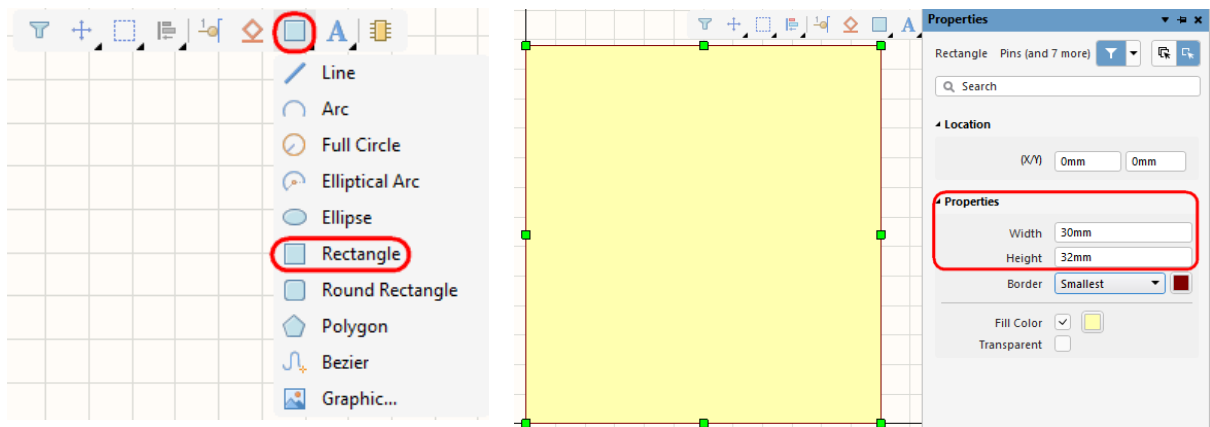 A
Line
Arc
Full Circle
Elliptical Arc
Ellipse
Rectangle
Round Rectangle
Polygon
Bezier
Graphic...
A
Properties
Rectangle Pins (and 7 more)
Search
Location
(X/Y) 0mm 0mm
Properties
Width 30mm
Height 32mm
Border Smallest
Fill Color
Transparent